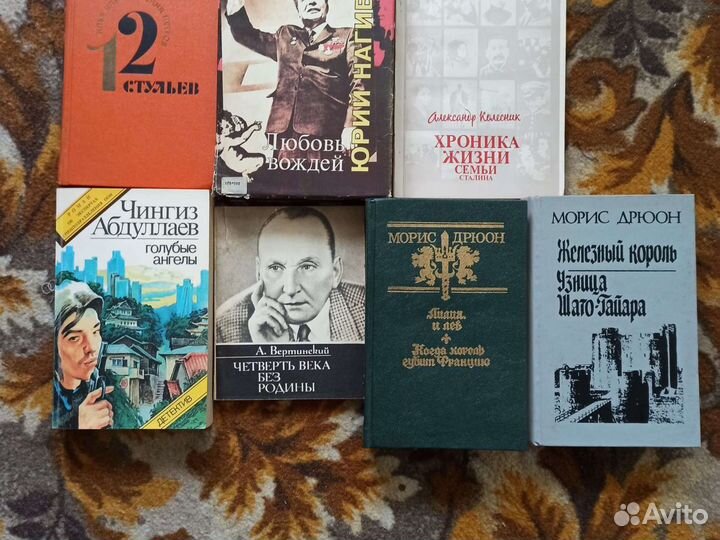 12
СТУЛЬЕВ
ЮРИЙ НАГИБ
Любовь
вождей
Александр Колесник
ХРОНИКА
ЖИЗНИ
СЕМЬИ
СТАЛИНА
Чингиз
Абдуллаев
голубые
ангелы
ДЕТЕКТИВ
А. Вертинский
ЧЕТВЕРТЬ ВЕКА
БЕЗ
РОДИНЫ
МОРИС ДРЮОН
Лилия
и лев
Когда король
губит Францию
МОРИС ДРЮОН
Железный король
Узница
Шато-Гайара
Avito